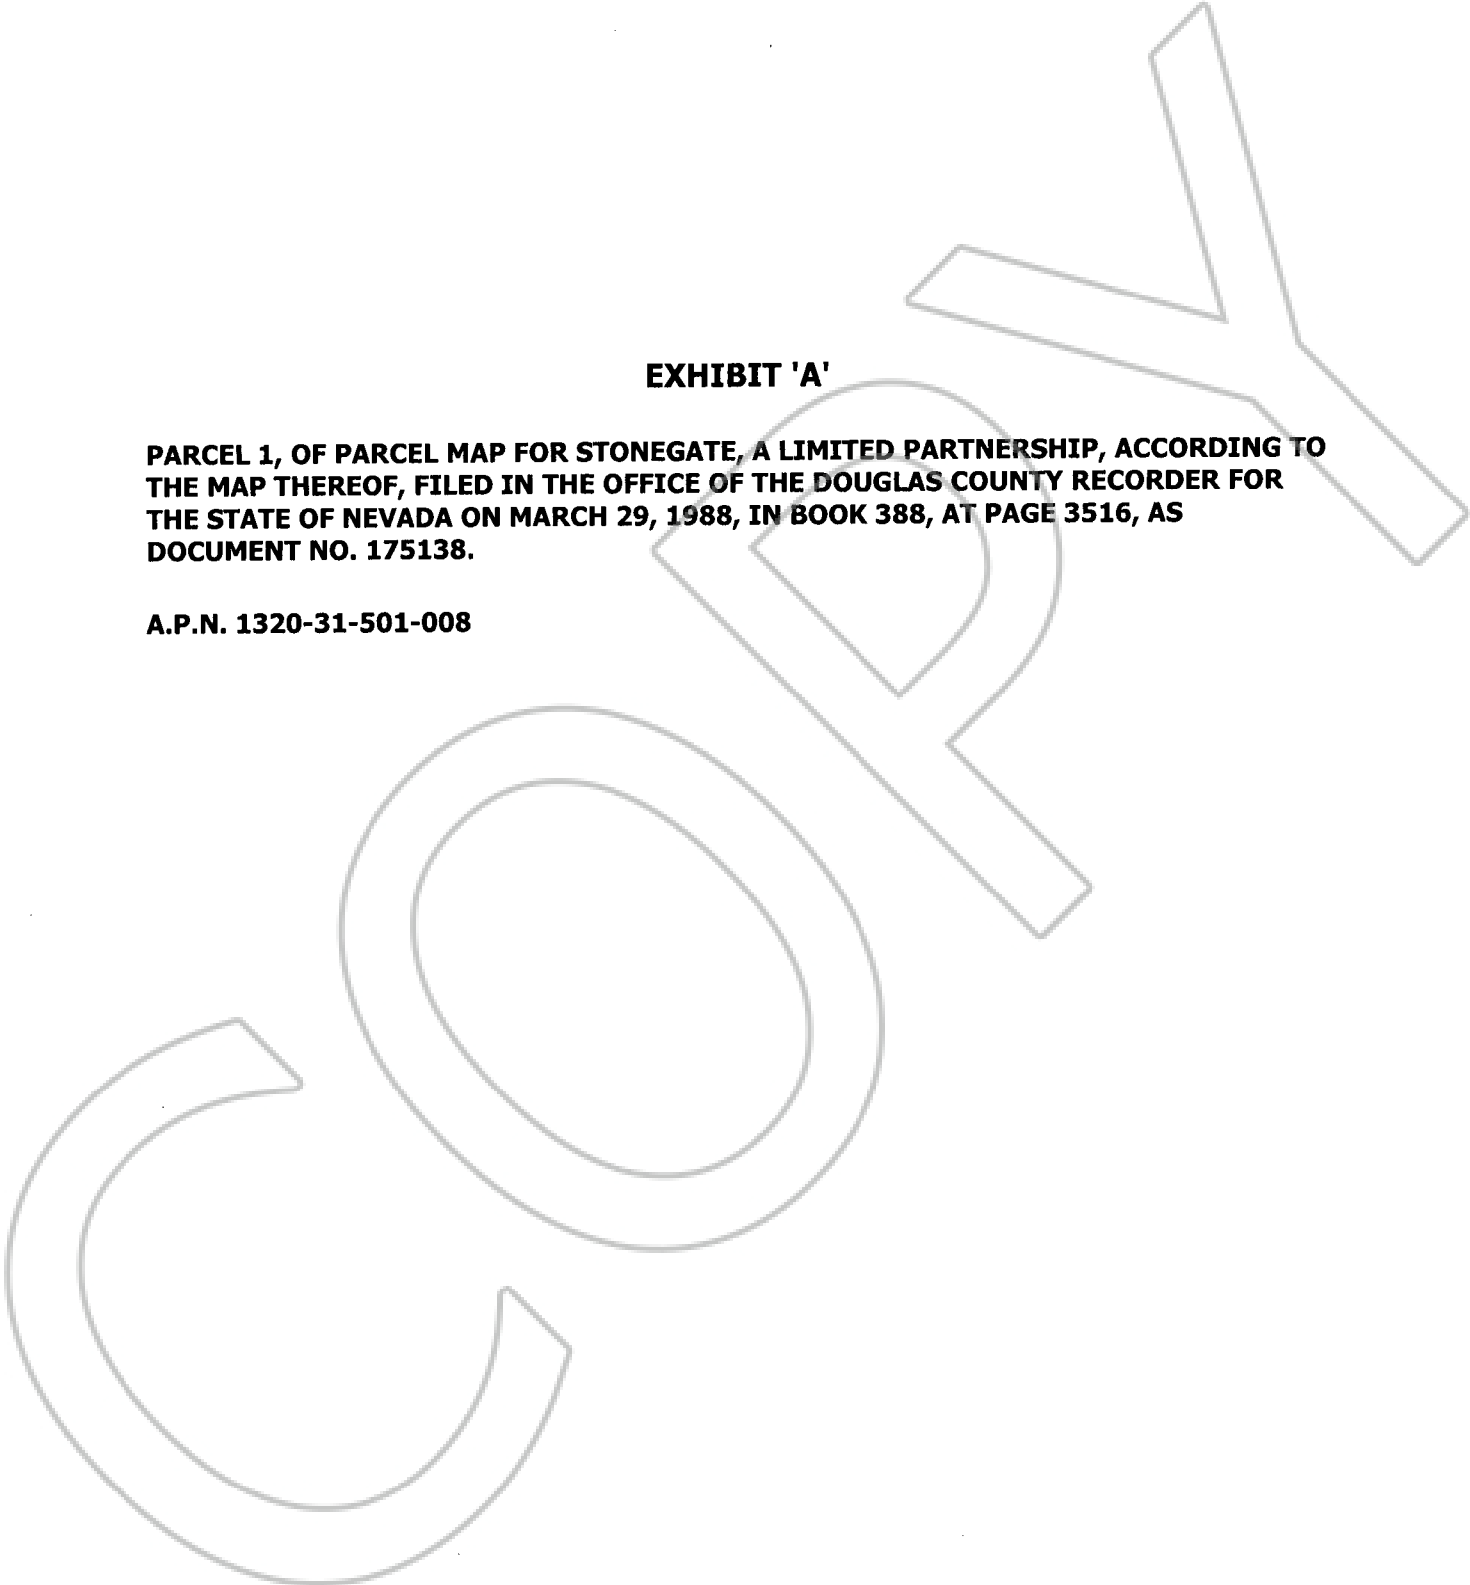 EXHIBIT 'A'
PARCEL 1, OF PARCEL MAP FOR STONEGATE, A LIMITED PARTNERSHIP, ACCORDING TO
THE MAP THEREOF, FILED IN THE OFFICE OF THE DOUGLAS COUNTY RECORDER FOR
THE STATE OF NEVADA ON MARCH 29, 1988, IN BOOK 388, AT PAGE 3516, AS
DOCUMENT NO. 175138.
A.P.N. 1320-31-501-008
COPY